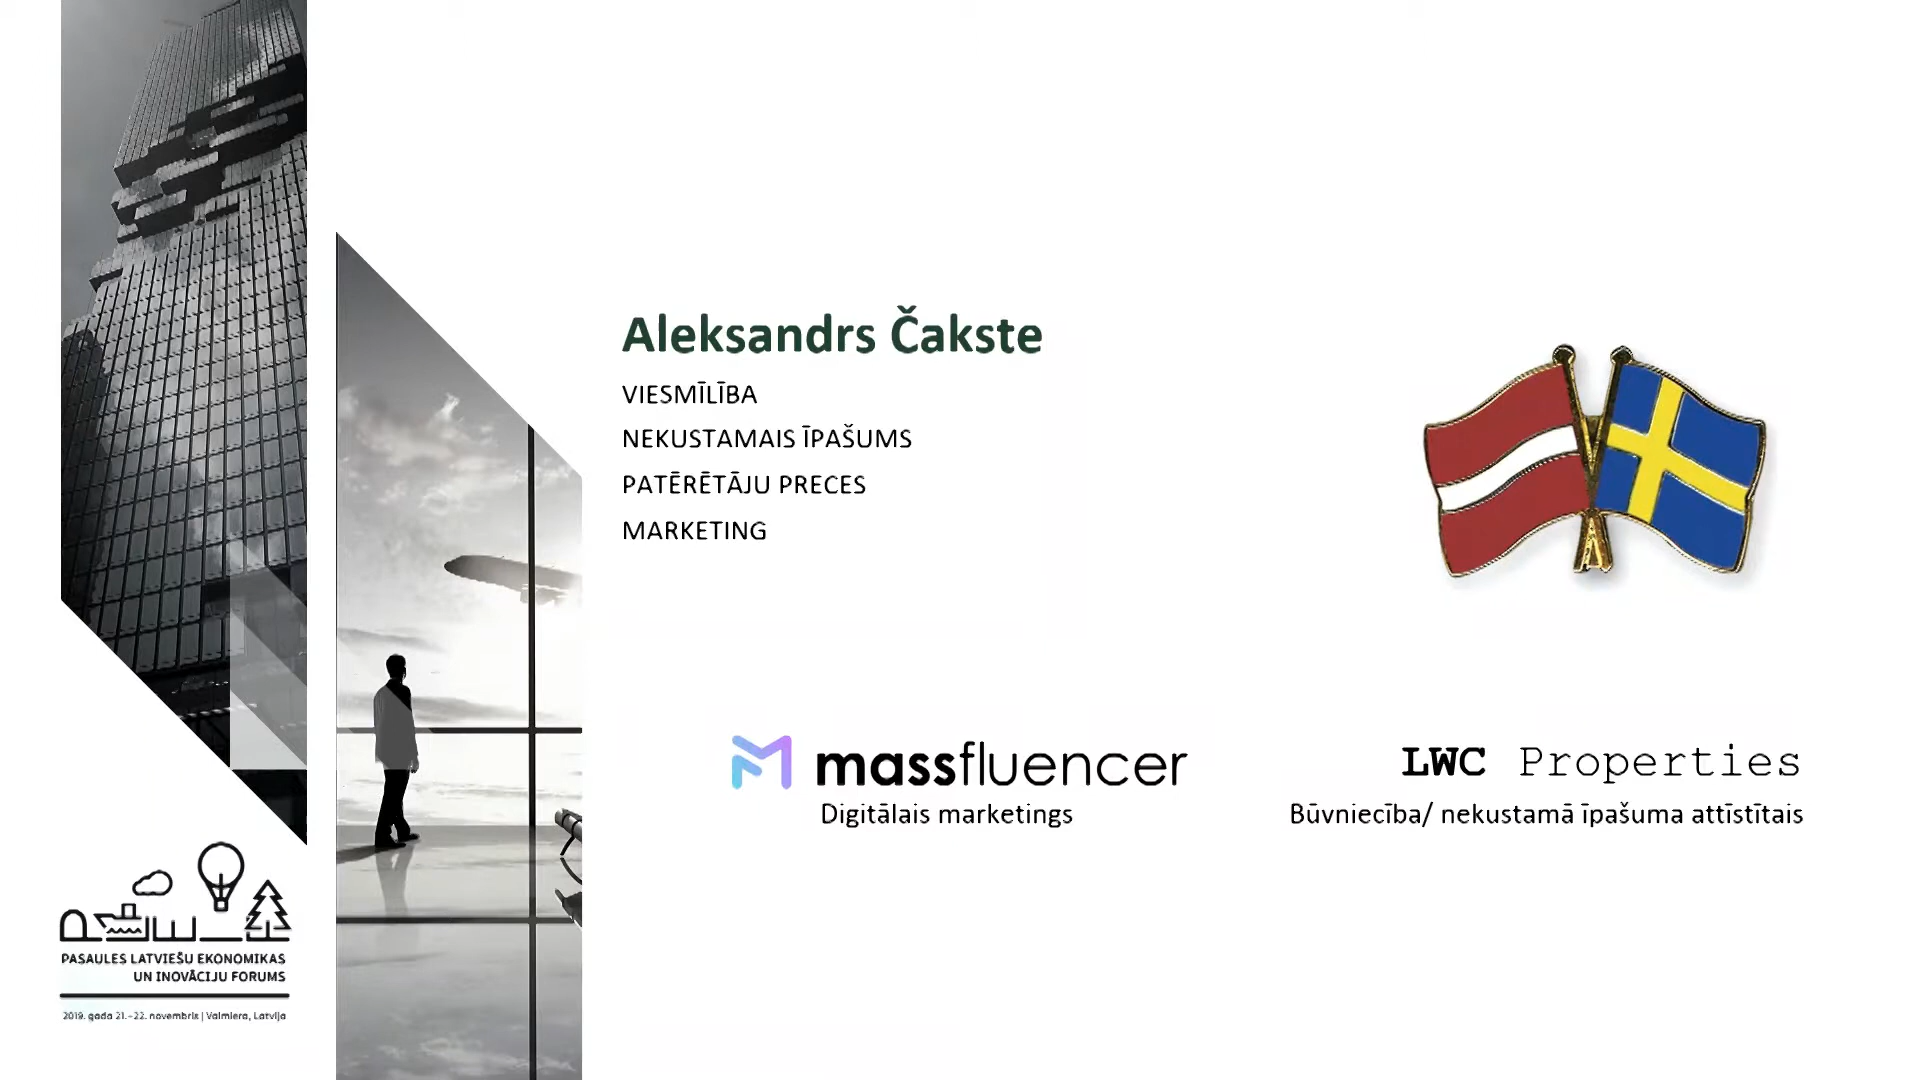 Aleksandrs Čakste
VIESMĪLĪBA
NEKUSTAMAIS ĪPAŠUMS
PATĒRĒTĀJU PRECES
MARKETING
massfluencer
Digitālais marketings
LWC Properties
Būvniecība/ nekustamā īpašuma attīstītais
PASAULES LATVIEŠU EKONOMIKAS
UN INOVĀCIJU FORUMS
2019. gada 21.-22. novembris | Valmiera, Latvija